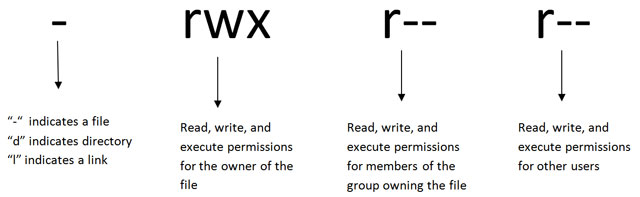 - rwx r-- r--
“-“ indicates a file
“d” indicates directory
“l” indicates a link
Read, write, and
execute permissions
for the owner of the
file
Read, write, and
execute permissions
for members of the
group owning the file
Read, write, and
execute permissions
for other users